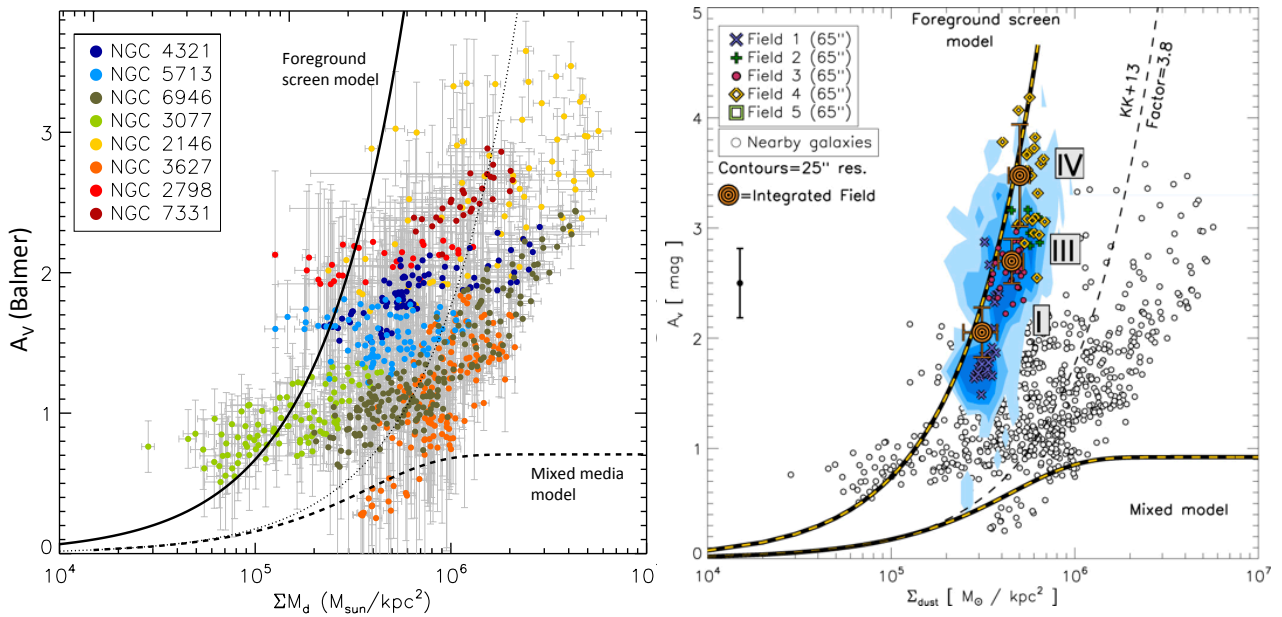 NGC 4321
NGC 5713
NGC 6946
NGC 3077
NGC 2146
NGC 3627
NGC 2798
NGC 7331
Foreground
screen model
Mixed media
model
A_V (Balmer)
0
1
2
3
10^4
10^5
10^6
ΣM_d (M_sun/kpc^2)
Field 1 (65")
Field 2 (65")
Field 3 (65")
Field 4 (65")
Field 5 (65")
Nearby galaxies
Contours=25" res.
=Integrated Field
Foreground screen
model
KK+13
Factor=3.8
IV
III
I
Mixed model
A_v [ mag ]
5
4
3
2
1
0
10^4
10^5
10^6
10^7
Σ_dust [ M_⊙ / kpc^2 ]